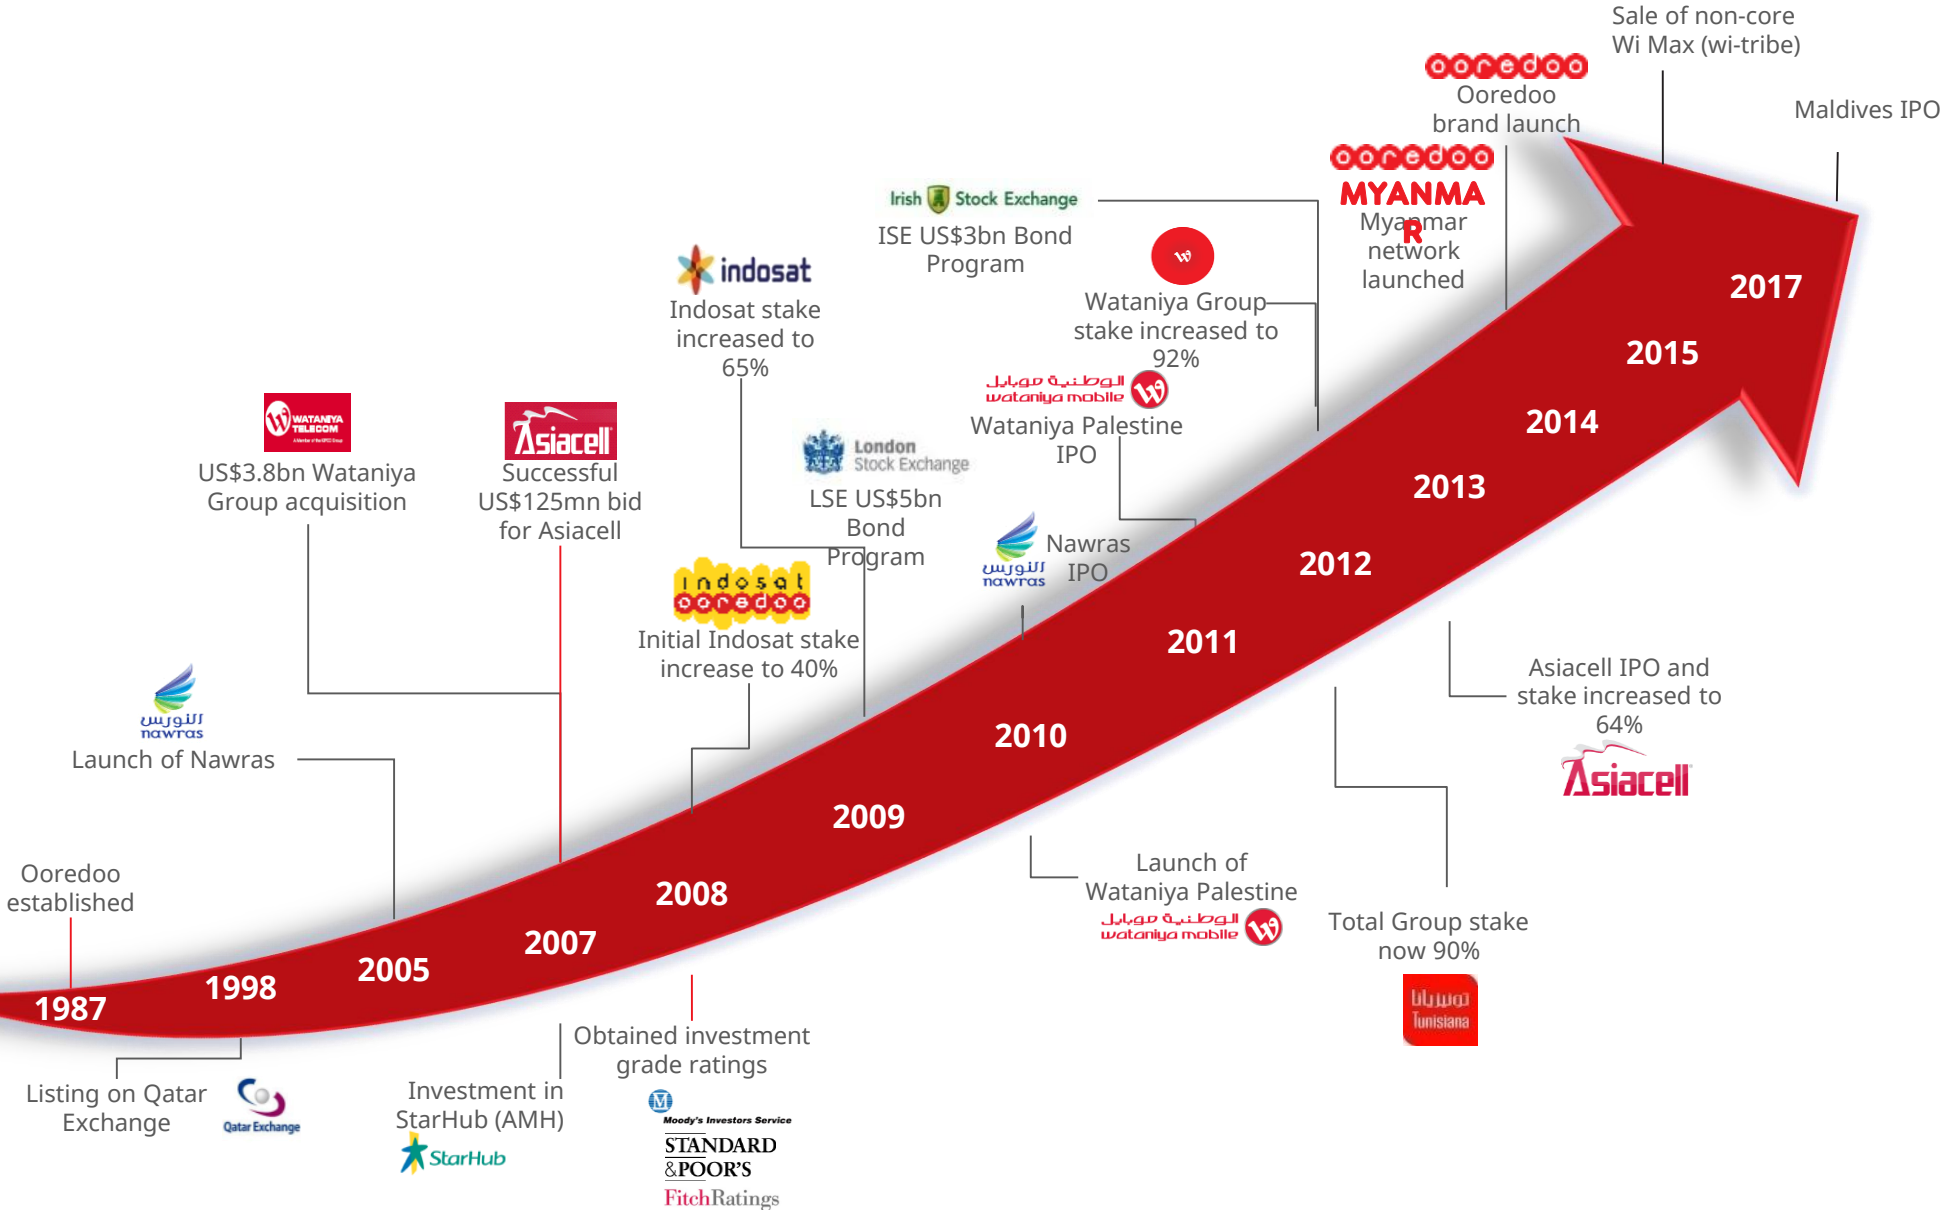 Sale of non-core
Wi Max (wi-tribe)
ooredoo
Ooredoo
brand launch
Maldives IPO
ooredoo
MYANMA
R
Myanmar
network
launched
Irish Stock Exchange
ISE US$3bn Bond
Program
W
Wataniya Group
stake increased to
92%
indosat
Indosat stake
increased to
65%
الوطنية موبايل
wataniya mobile
Wataniya Palestine
IPO
WATANIYA
TELECOM
US$3.8bn Wataniya
Group acquisition
Asiacell
Successful
US$125mn bid
for Asiacell
London
Stock Exchange
LSE US$5bn
Bond
Program
النورس
nawras
Nawras
IPO
indosat
ooredoo
Initial Indosat stake
increase to 40%
النورس
nawras
Launch of Nawras
Ooredoo
established
1987
1998
2005
2007
2008
2009
2010
2011
2012
2013
2014
2015
2017
Asiacell IPO and
stake increased to
64%
Asiacell
Launch of
Wataniya Palestine
الوطنية موبايل
wataniya mobile
Total Group stake
now 90%
تونيزيانا
Tunisiana
Listing on Qatar
Exchange
Qatar Exchange
Investment in
StarHub (AMH)
StarHub
Obtained investment
grade ratings
M
Moody's Investors Service
STANDARD
&POOR'S
FitchRatings